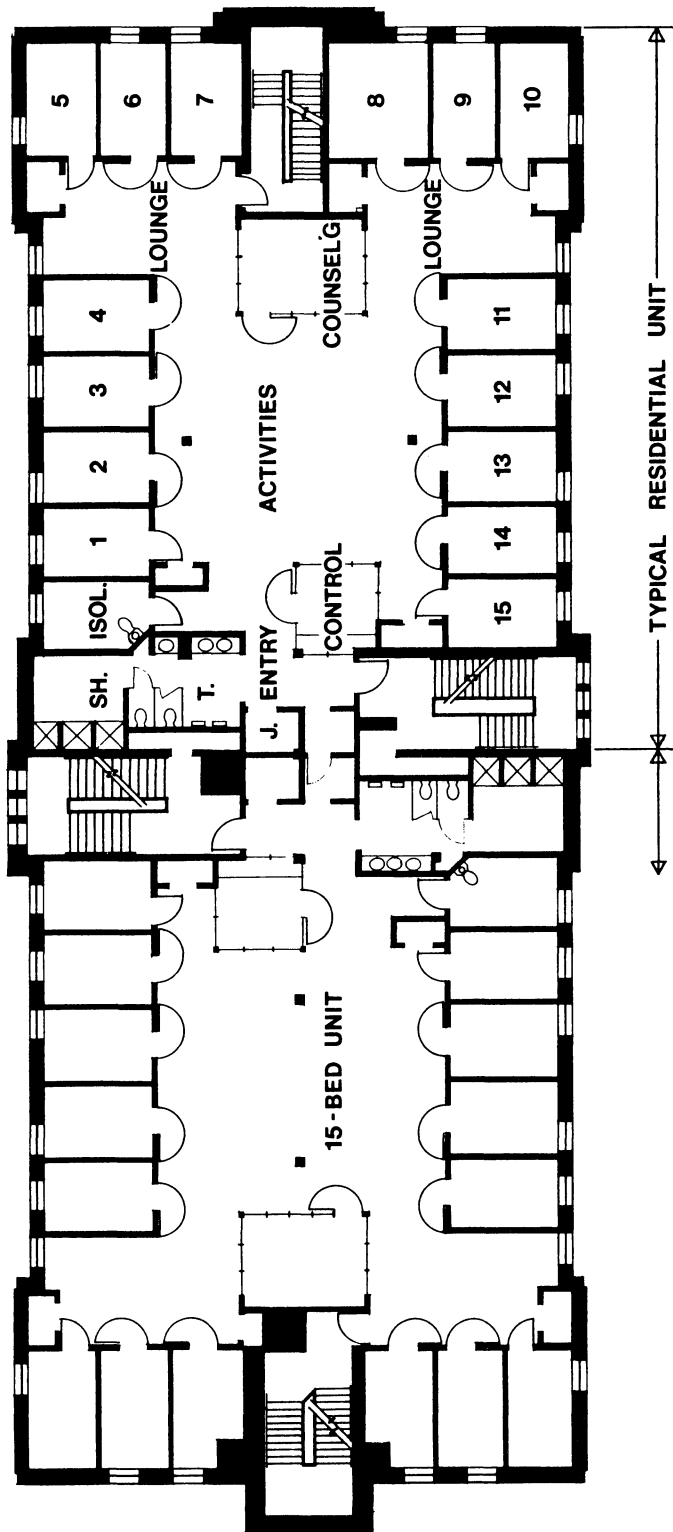 5
6
7
8
9
10
LOUNGE
LOUNGE
COUNSEL'G
4
3
2
1
ISOL.
11
12
13
14
15
ACTIVITIES
CONTROL
ENTRY
J.
T.
SH.
15-BED UNIT
TYPICAL RESIDENTIAL UNIT